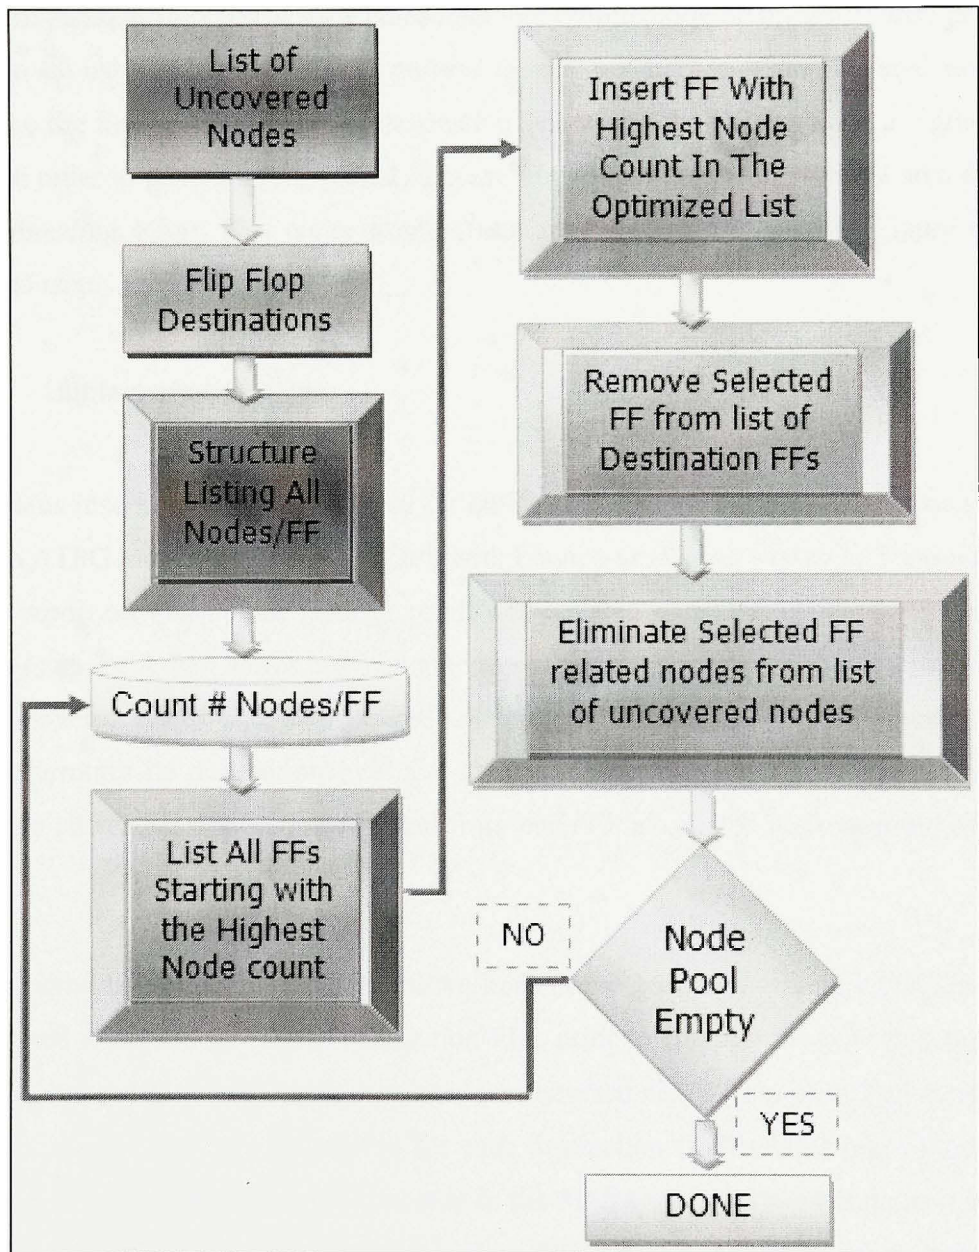 List of
Uncovered
Nodes
Flip Flop
Destinations
Structure
Listing All
Nodes/FF
Count # Nodes/FF
List All FFs
Starting with
the Highest
Node count
Insert FF With
Highest Node
Count In The
Optimized List
Remove Selected
FF from list of
Destination FFs
Eliminate Selected FF
related nodes from list
of uncovered nodes
Node
Pool
Empty
NO
YES
DONE